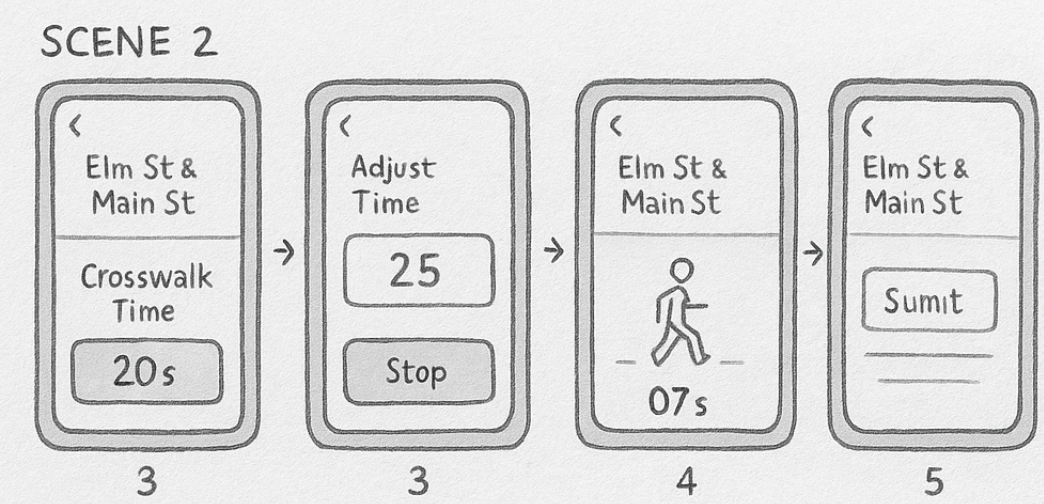 SCENE 2
<
Elm St &
Main St
Crosswalk
Time
20s
3
<
Adjust
Time
25
Stop
3
<
Elm St &
Main St
07s
4
<
Elm St &
Main St
Sumit
5